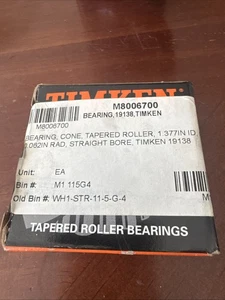 TIMKEN
M8006700
BEARING,19138,TIMKEN
M8006700
BEARING, CONE, TAPERED ROLLER, 1.377IN ID,
0.062IN RAD, STRAIGHT BORE, TIMKEN 19138
Unit: EA
Bin #: M1 115G4
Old Bin #: WH1-STR-11-5-G-4
M
TAPERED ROLLER BEARINGS